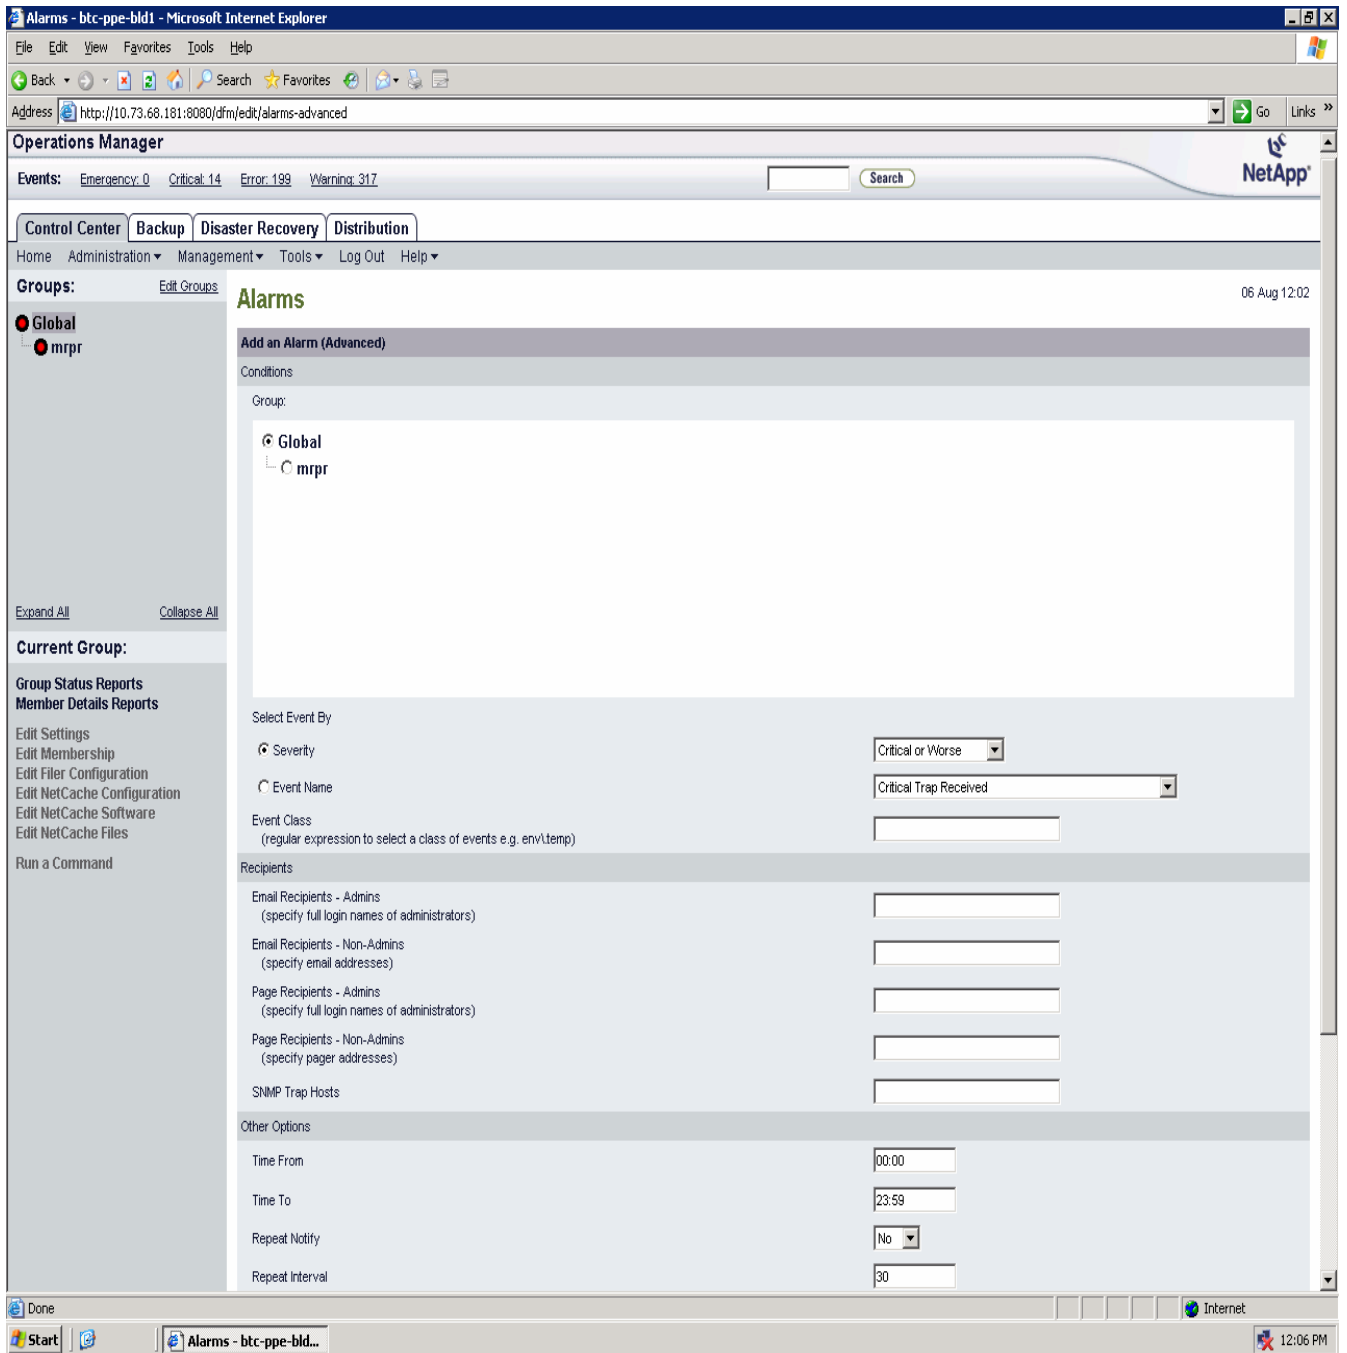 Alarms - btc-ppe-bld1 - Microsoft Internet Explorer
File Edit View Favorites Tools Help
Back Search Favorites
Address http://10.73.68.181:8080/dfm/edit/alarms-advanced Go Links »
Operations Manager
NetApp
Events: Emergency: 0 Critical: 14 Error: 199 Warning: 317 Search
Control Center Backup Disaster Recovery Distribution
Home Administration Management Tools Log Out Help
Groups: Edit Groups
Global
mrpr
Expand All Collapse All
Current Group:
Group Status Reports
Member Details Reports
Edit Settings
Edit Membership
Edit Filer Configuration
Edit NetCache Configuration
Edit NetCache Software
Edit NetCache Files
Run a Command
Alarms 06 Aug 12:02
Add an Alarm (Advanced)
Conditions
Group:
Global
mrpr
Select Event By
Severity Critical or Worse
Event Name Critical Trap Received
Event Class
(regular expression to select a class of events e.g. env\.temp)
Recipients
Email Recipients - Admins
(specify full login names of administrators)
Email Recipients - Non-Admins
(specify email addresses)
Page Recipients - Admins
(specify full login names of administrators)
Page Recipients - Non-Admins
(specify pager addresses)
SNMP Trap Hosts
Other Options
Time From 00:00
Time To 23:59
Repeat Notify No
Repeat Interval 30
Done Internet
Start Alarms - btc-ppe-bld... 12:06 PM